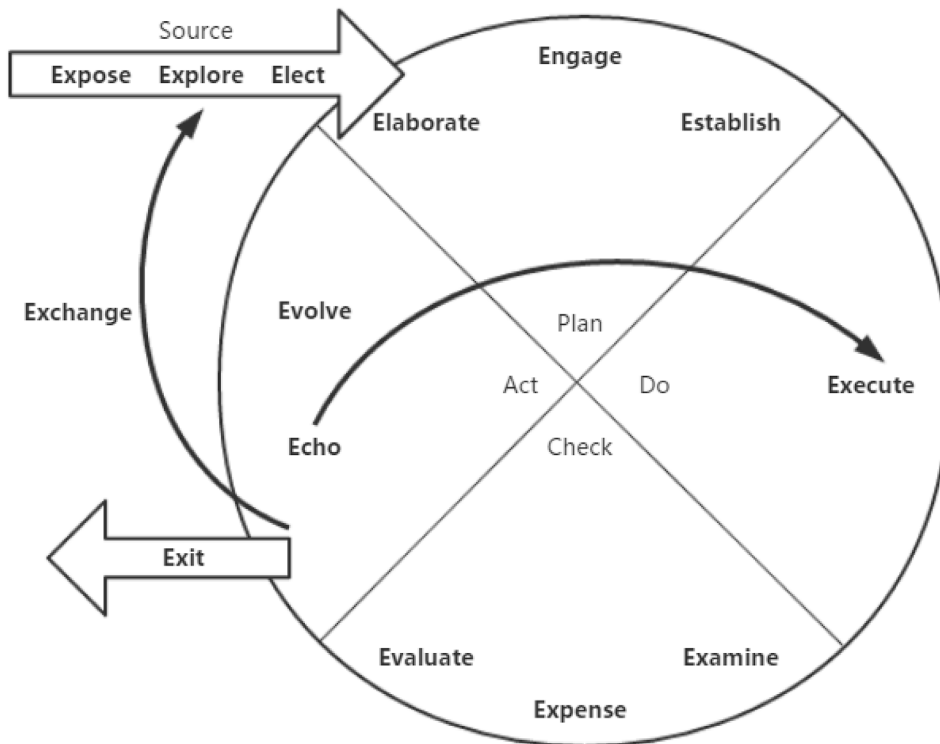 Source
Expose Explore Elect
Engage
Elaborate
Establish
Exchange
Evolve
Plan
Act
Do
Execute
Echo
Check
Exit
Evaluate
Examine
Expense